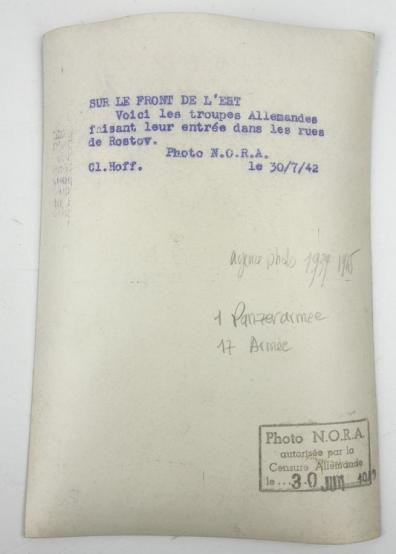 SUR LE FRONT DE L'EST
Voici les troupes Allemandes
faisant leur entrée dans les rues
de Rostov.
Photo N.O.R.A.
Cl.Hoff. le 30/7/42
agence photo 1939 1945
1 Panzerarmee
17 Armée
Photo N.O.R.A.
autorisée par la
Censure Allemande
le ... 30